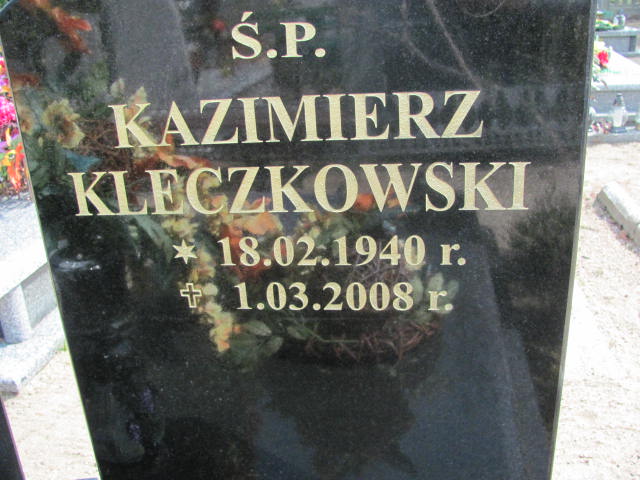 Ś.P.
KAZIMIERZ
KLECZKOWSKI
18.02.1940 r.
1.03.2008 r.